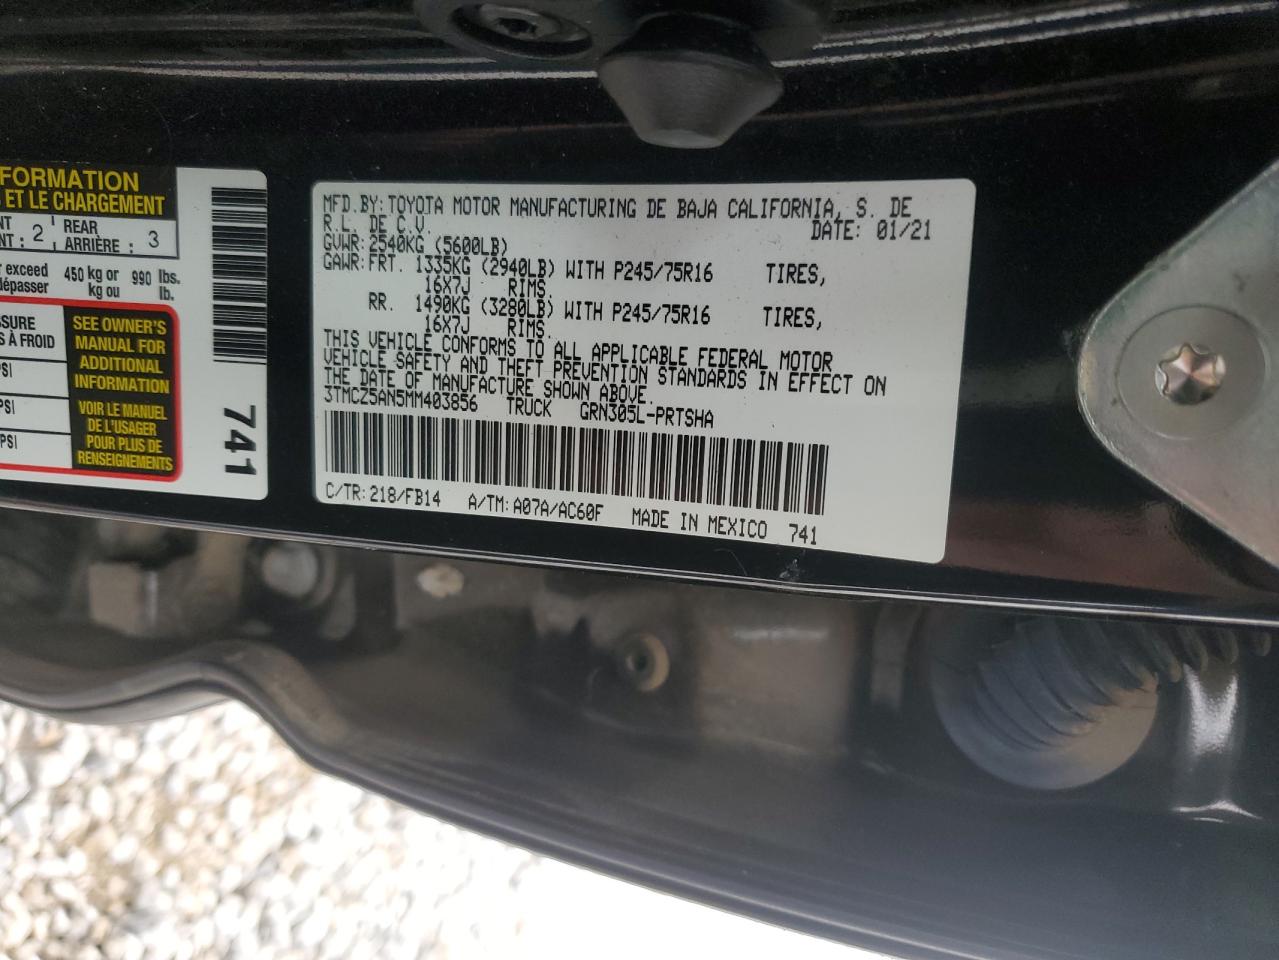 FORMATION
ET LE CHARGEMENT
2 REAR 3
: ARRIÈRE :
exceed 450 kg or 990 lbs.
kg ou lb.
SEE OWNER'S
MANUAL FOR
ADDITIONAL
INFORMATION
VOIR LE MANUEL
DE L'USAGER
POUR PLUS DE
RENSEIGNEMENTS
À FROID
PSI
PSI
741
MFD.BY:TOYOTA MOTOR MANUFACTURING DE BAJA CALIFORNIA, S. DE
R.L. DE C.V. DATE: 01/21
GVWR:2540KG (5600LB)
GAWR:FRT. 1335KG (2940LB) WITH P245/75R16 TIRES,
16X7J RIMS.
RR. 1490KG (3280LB) WITH P245/75R16 TIRES,
16X7J RIMS.
THIS VEHICLE CONFORMS TO ALL APPLICABLE FEDERAL MOTOR
VEHICLE SAFETY AND THEFT PREVENTION STANDARDS IN EFFECT ON
THE DATE OF MANUFACTURE SHOWN ABOVE.
3TMCZ5AN5MM403856 TRUCK GRN305L-PRTSHA
C/TR:218/FB14 A/TM:A07A/AC60F MADE IN MEXICO 741